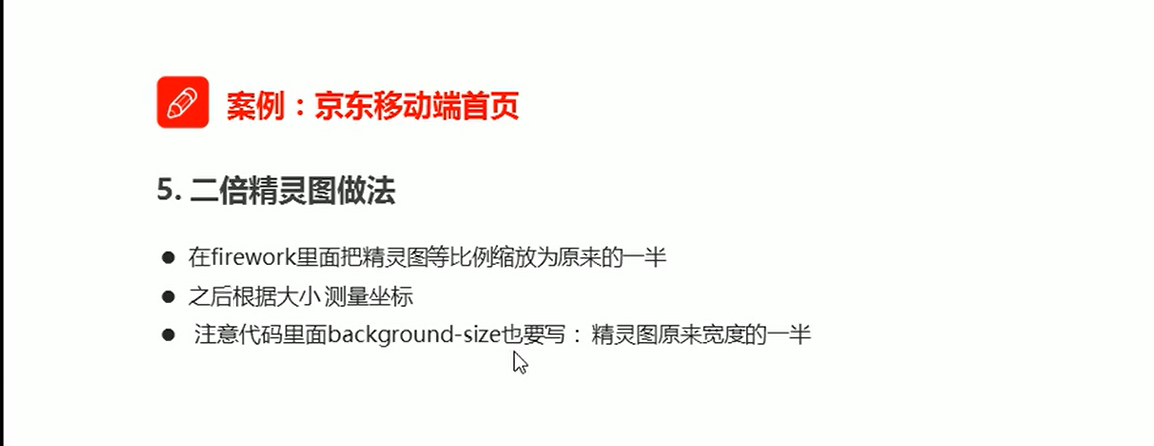 案例：京东移动端首页
5. 二倍精灵图做法
● 在firework里面把精灵图等比例缩放为原来的一半
● 之后根据大小 测量坐标
● 注意代码里面background-size也要写： 精灵图原来宽度的一半